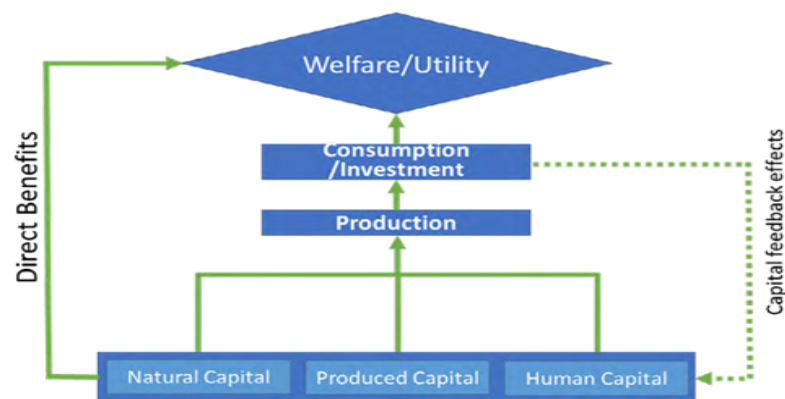 Welfare/Utility
Direct Benefits
Consumption
/Investment
Capital feedback effects
Production
Natural Capital
Produced Capital
Human Capital